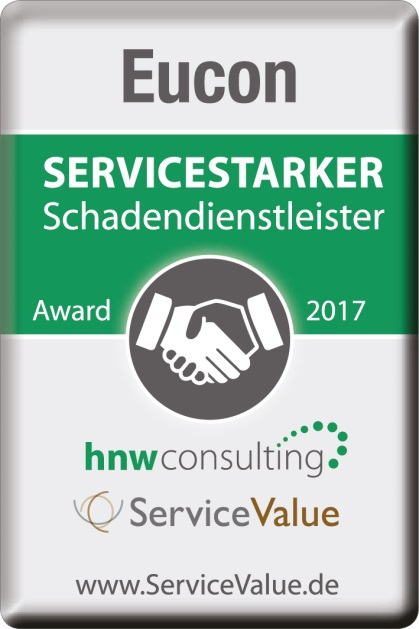 Eucon
SERVICESTARKER
Schadendienstleister
Award 2017
hnwconsulting
ServiceValue
www.ServiceValue.de